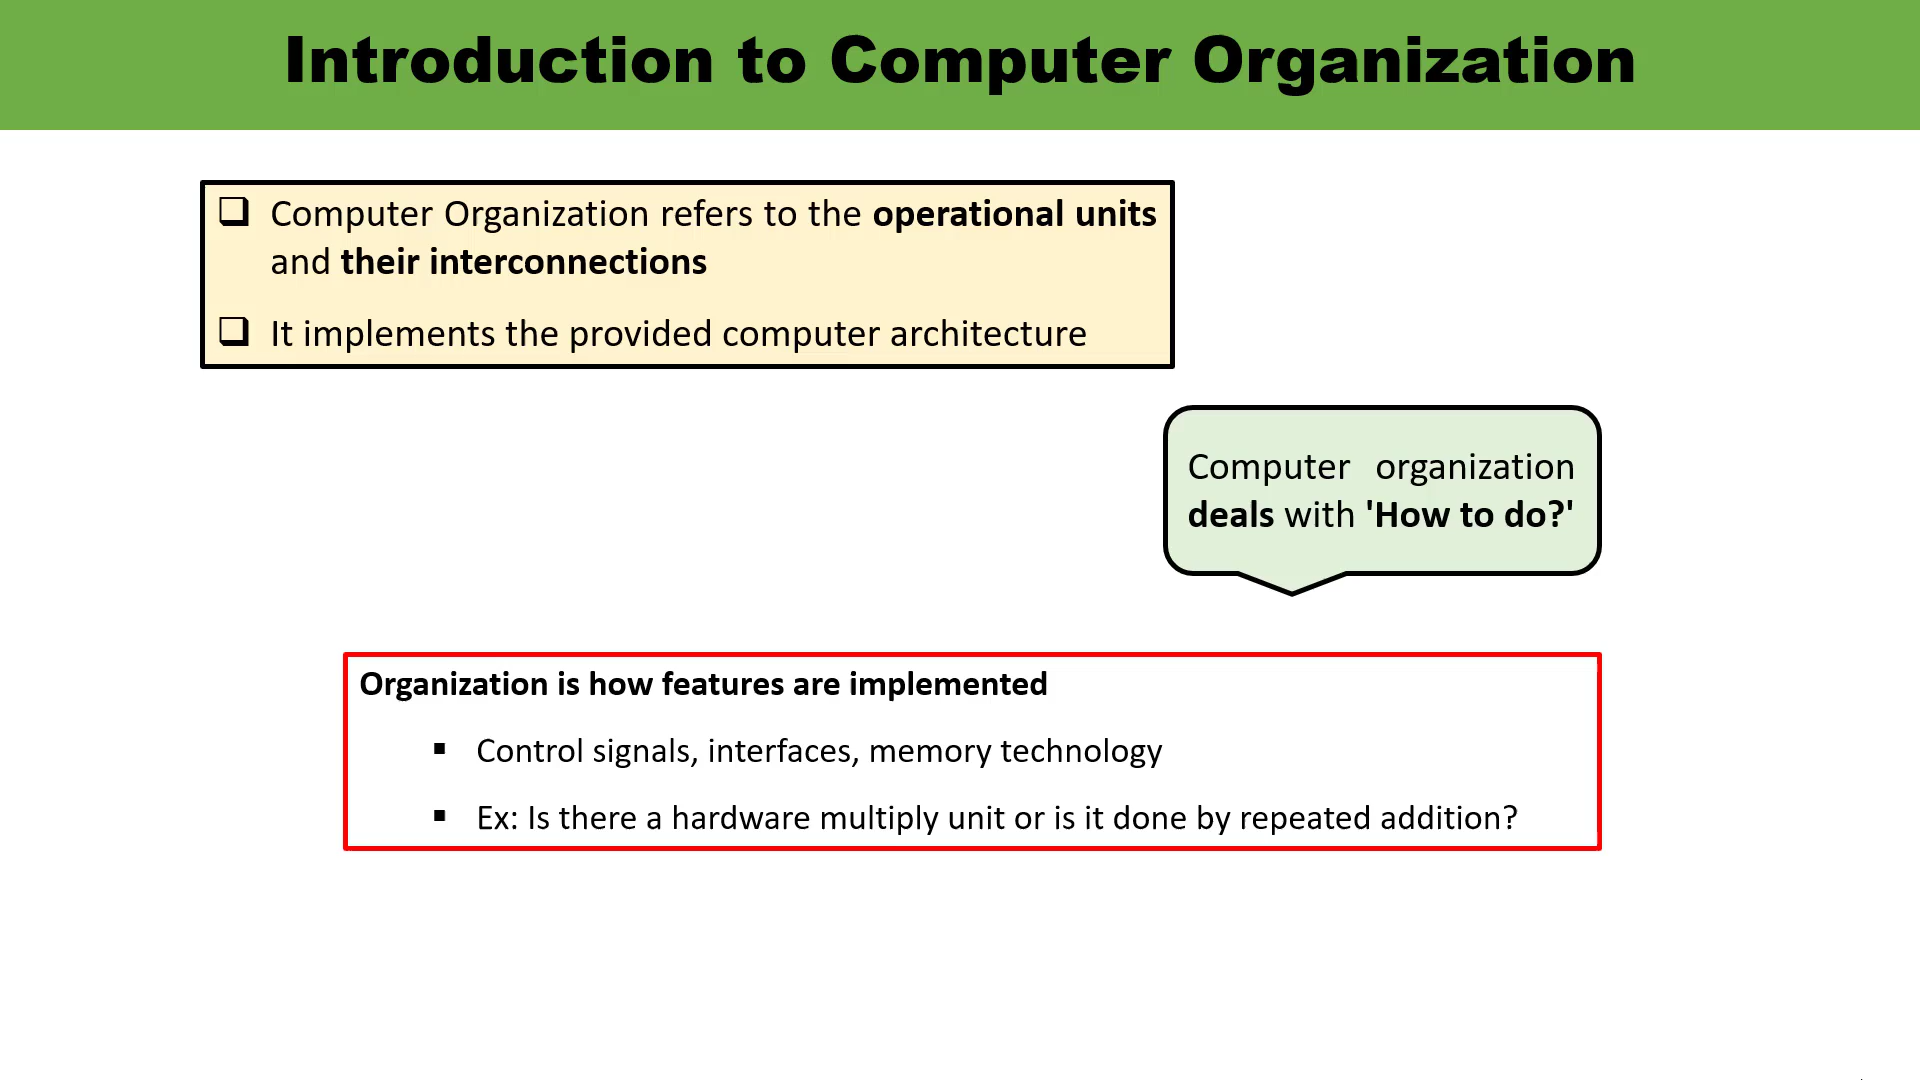 Introduction to Computer Organization
❑ Computer Organization refers to the operational units
and their interconnections
❑ It implements the provided computer architecture
Computer organization
deals with 'How to do?'
Organization is how features are implemented
▪ Control signals, interfaces, memory technology
▪ Ex: Is there a hardware multiply unit or is it done by repeated addition?